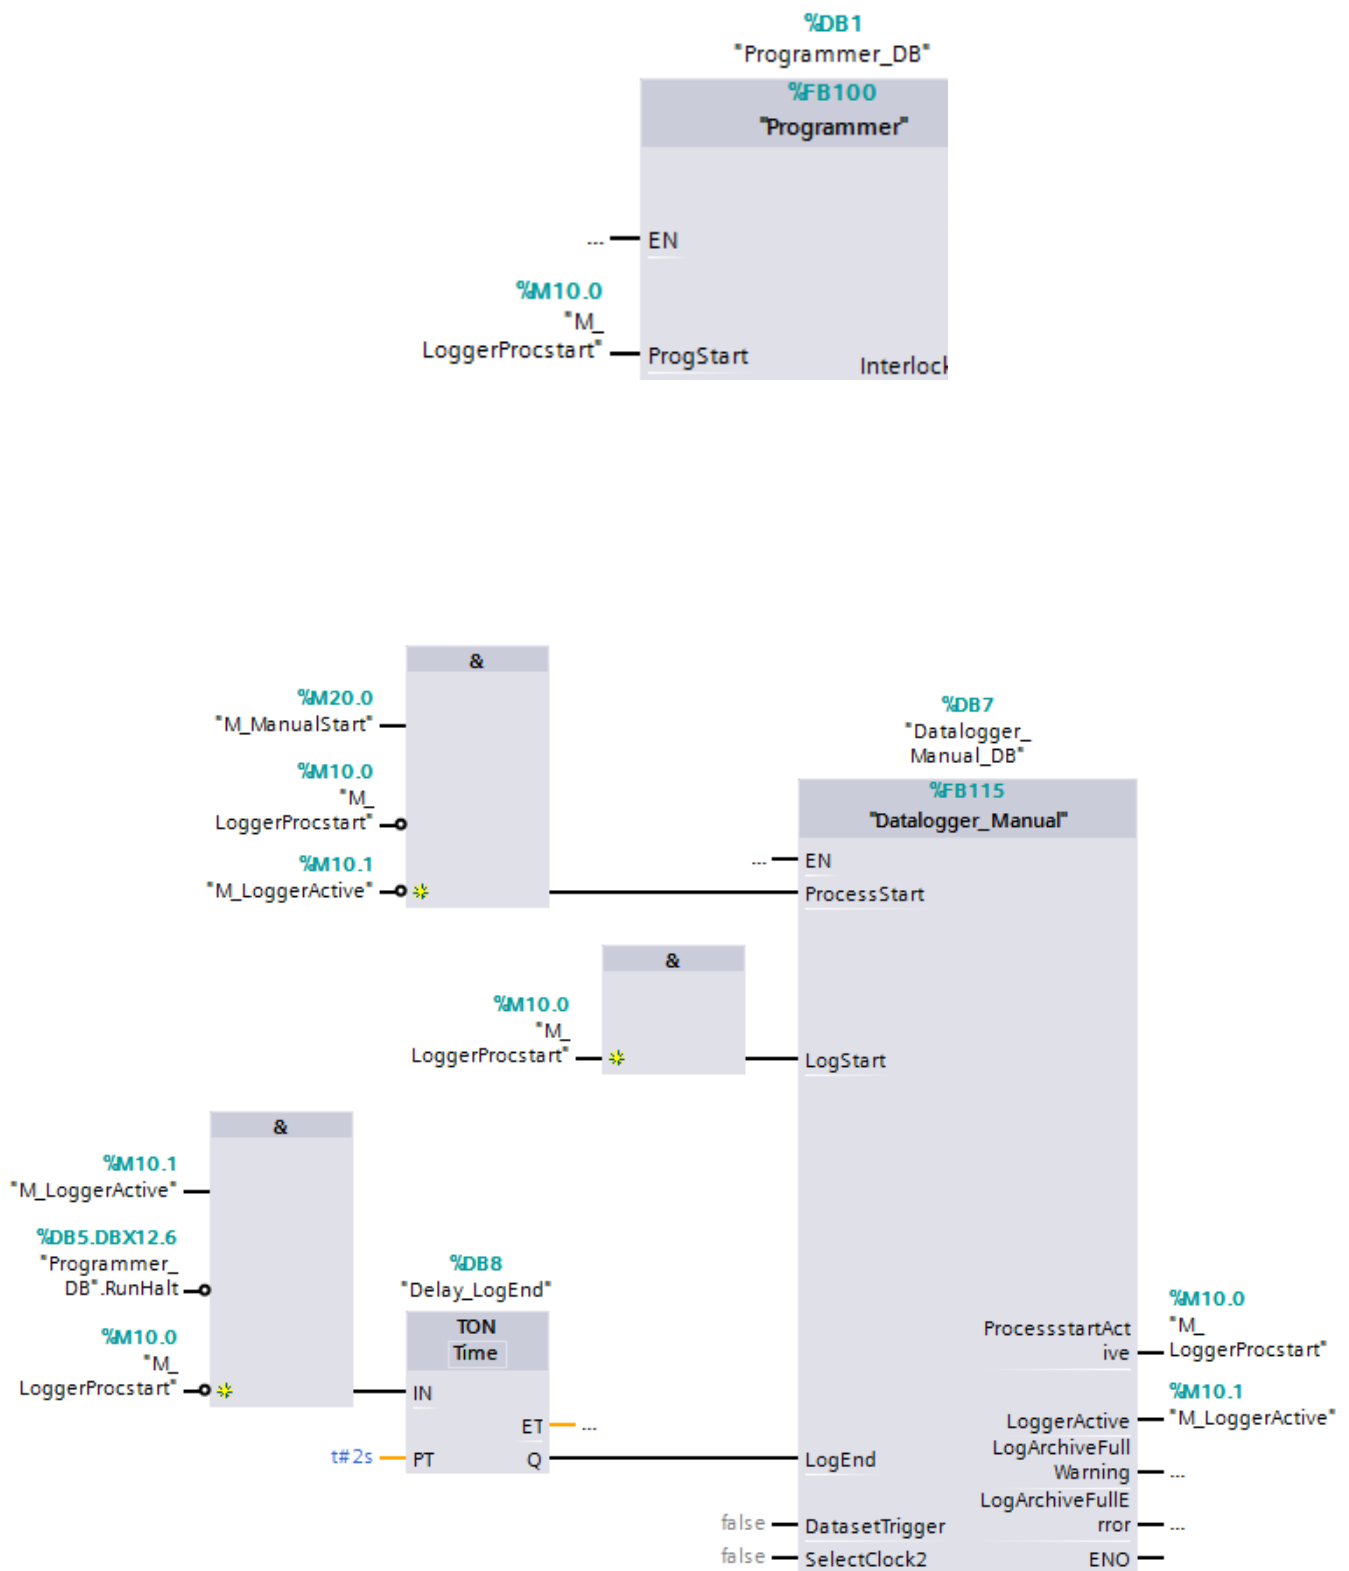 %DB1
"Programmer_DB"
%FB100
"Programmer"
... EN
%M10.0
"M_
LoggerProcstart"
ProgStart
Interlock
&
%M20.0
"M_ManualStart"
%M10.0
"M_
LoggerProcstart"
%M10.1
"M_LoggerActive"
%DB7
"Datalogger_
Manual_DB"
%FB115
"Datalogger_Manual"
... EN
ProcessStart
&
%M10.0
"M_
LoggerProcstart"
LogStart
&
%M10.1
"M_LoggerActive"
%DB5.DBX12.6
"Programmer_
DB".RunHalt
%M10.0
"M_
LoggerProcstart"
%DB8
"Delay_LogEnd"
TON
Time
IN
ET ...
t#2s PT Q
LogEnd
false DatasetTrigger
false SelectClock2
ProcessstartAct
ive
%M10.0
"M_
LoggerProcstart"
LoggerActive
%M10.1
"M_LoggerActive"
LogArchiveFull
Warning ...
LogArchiveFullE
rror ...
ENO